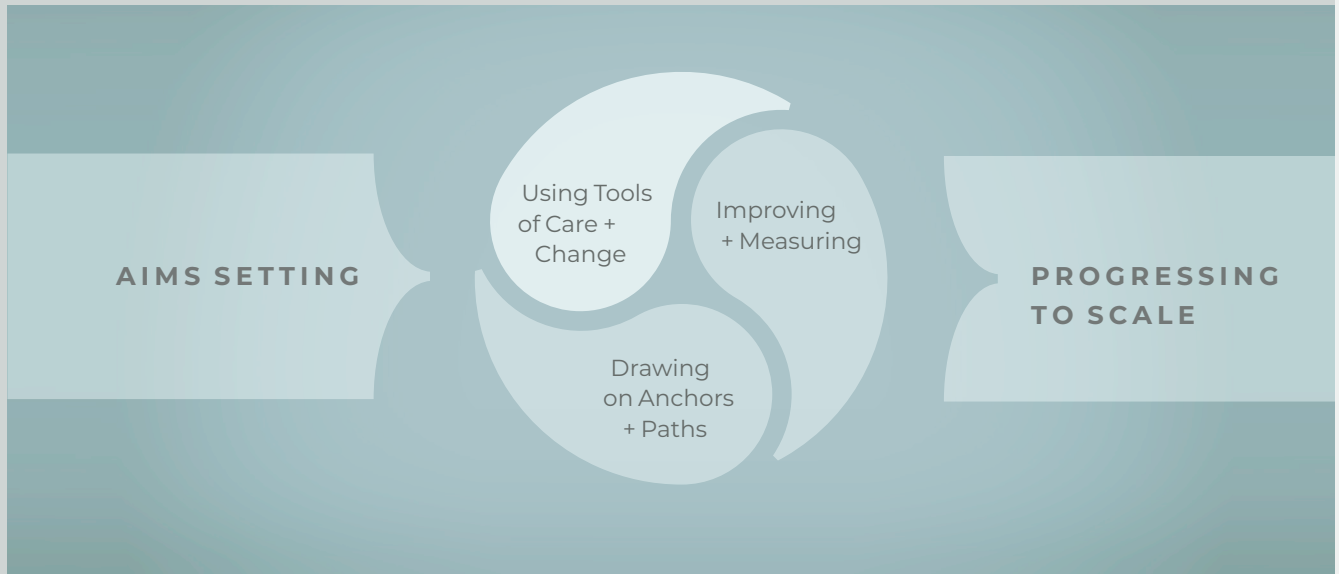 AIMS SETTING
Using Tools
of Care +
Change
Improving
+ Measuring
Drawing
on Anchors
+ Paths
PROGRESSING
TO SCALE